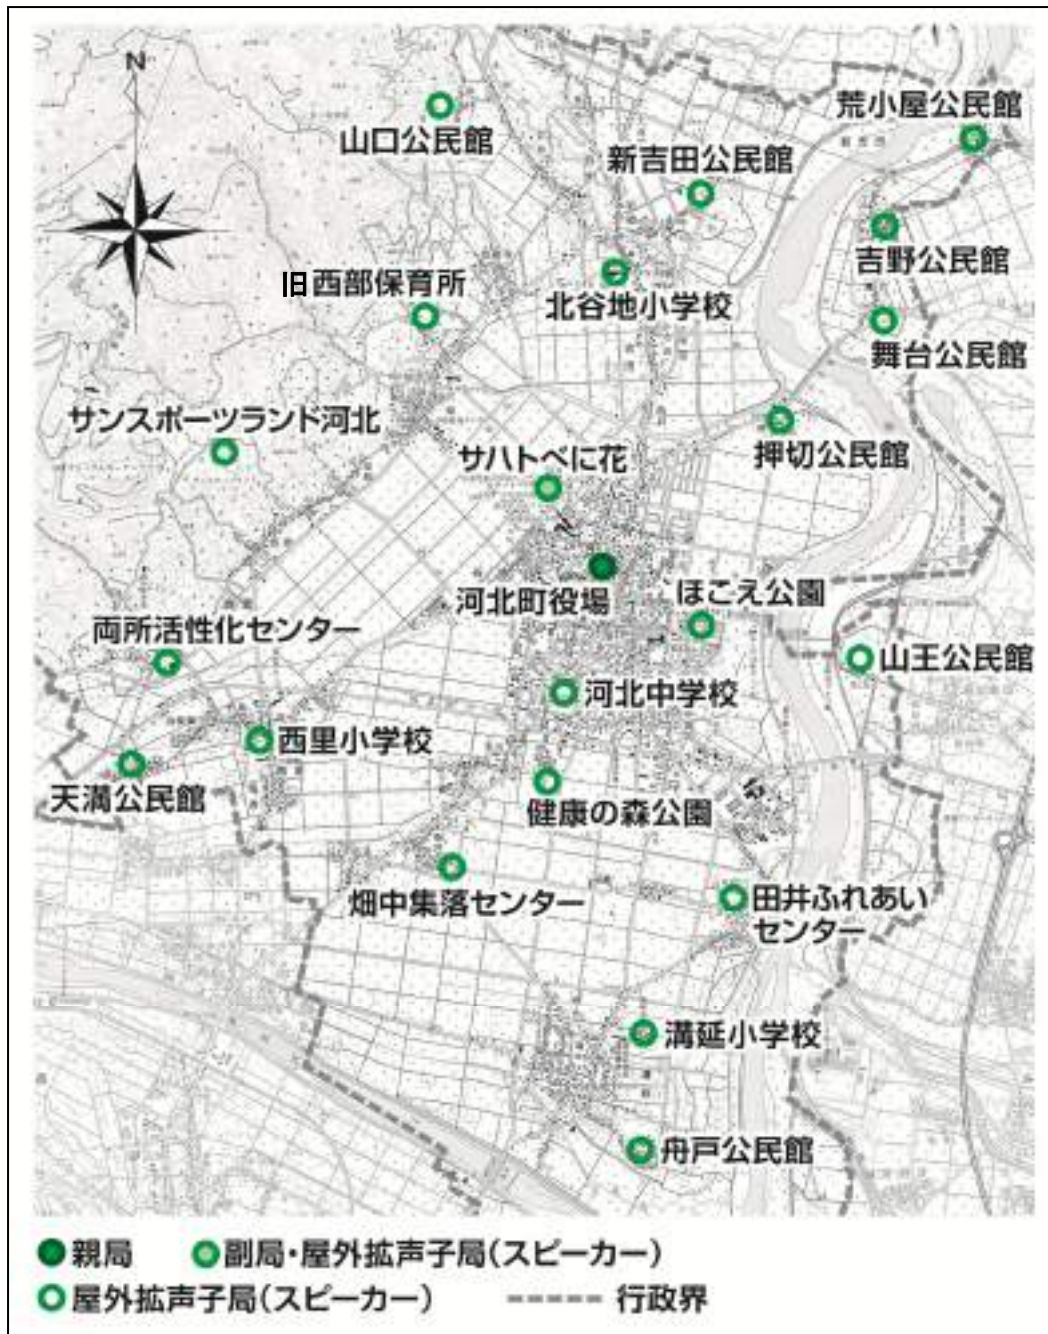 N
荒小屋公民館
山口公民館
新吉田公民館
吉野公民館
旧西部保育所
北谷地小学校
舞台公民館
サンスポーツランド河北
サハトべに花
押切公民館
河北町役場
ほこえ公園
両所活性化センター
山王公民館
河北中学校
西里小学校
天満公民館
健康の森公園
畑中集落センター
田井ふれあい
センター
溝延小学校
舟戸公民館
親局
副局・屋外拡声子局(スピーカー)
屋外拡声子局(スピーカー)
行政界